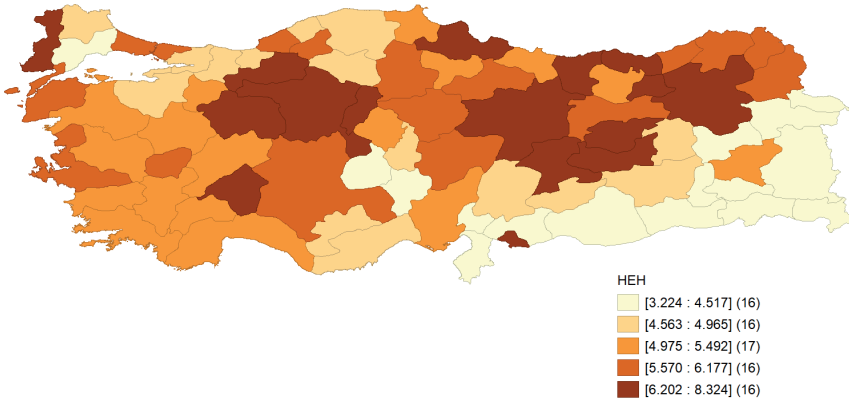 HEH
[3.224 : 4.517] (16)
[4.563 : 4.965] (16)
[4.975 : 5.492] (17)
[5.570 : 6.177] (16)
[6.202 : 8.324] (16)